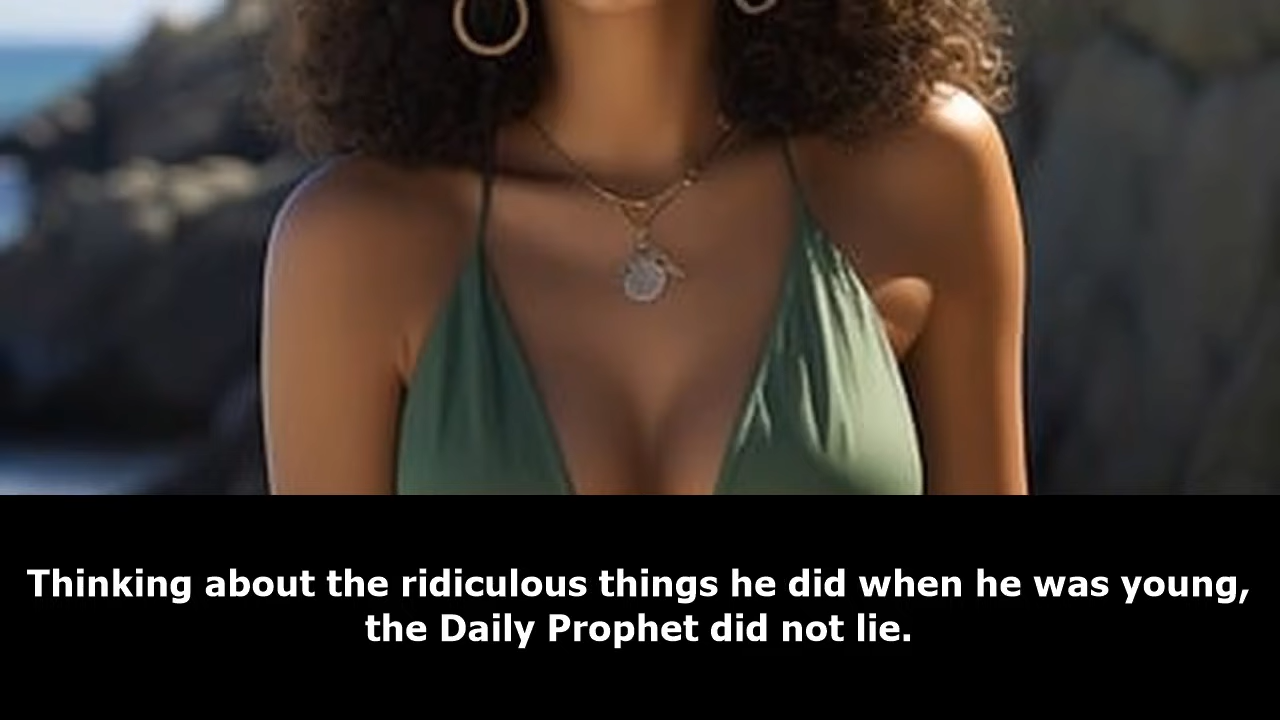 Thinking about the ridiculous things he did when he was young,
the Daily Prophet did not lie.